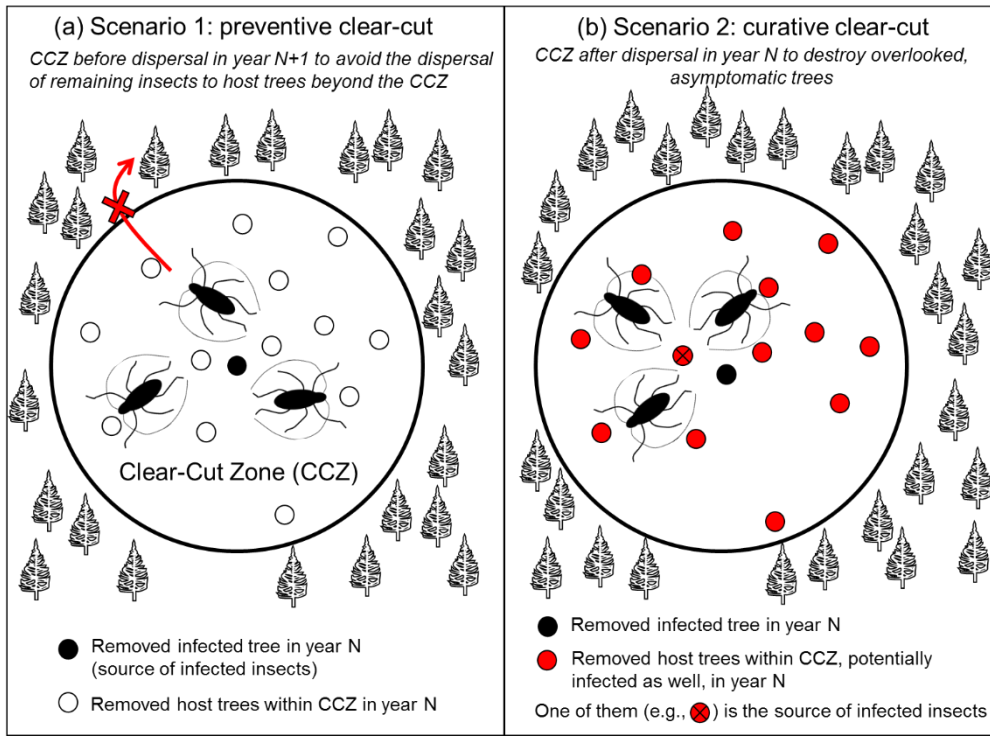 (a) Scenario 1: preventive clear-cut
CCZ before dispersal in year N+1 to avoid the dispersal
of remaining insects to host trees beyond the CCZ
Clear-Cut Zone (CCZ)
Removed infected tree in year N
(source of infected insects)
Removed host trees within CCZ in year N
(b) Scenario 2: curative clear-cut
CCZ after dispersal in year N to destroy overlooked,
asymptomatic trees
Removed infected tree in year N
Removed host trees within CCZ, potentially
infected as well, in year N
One of them (e.g., ) is the source of infected insects